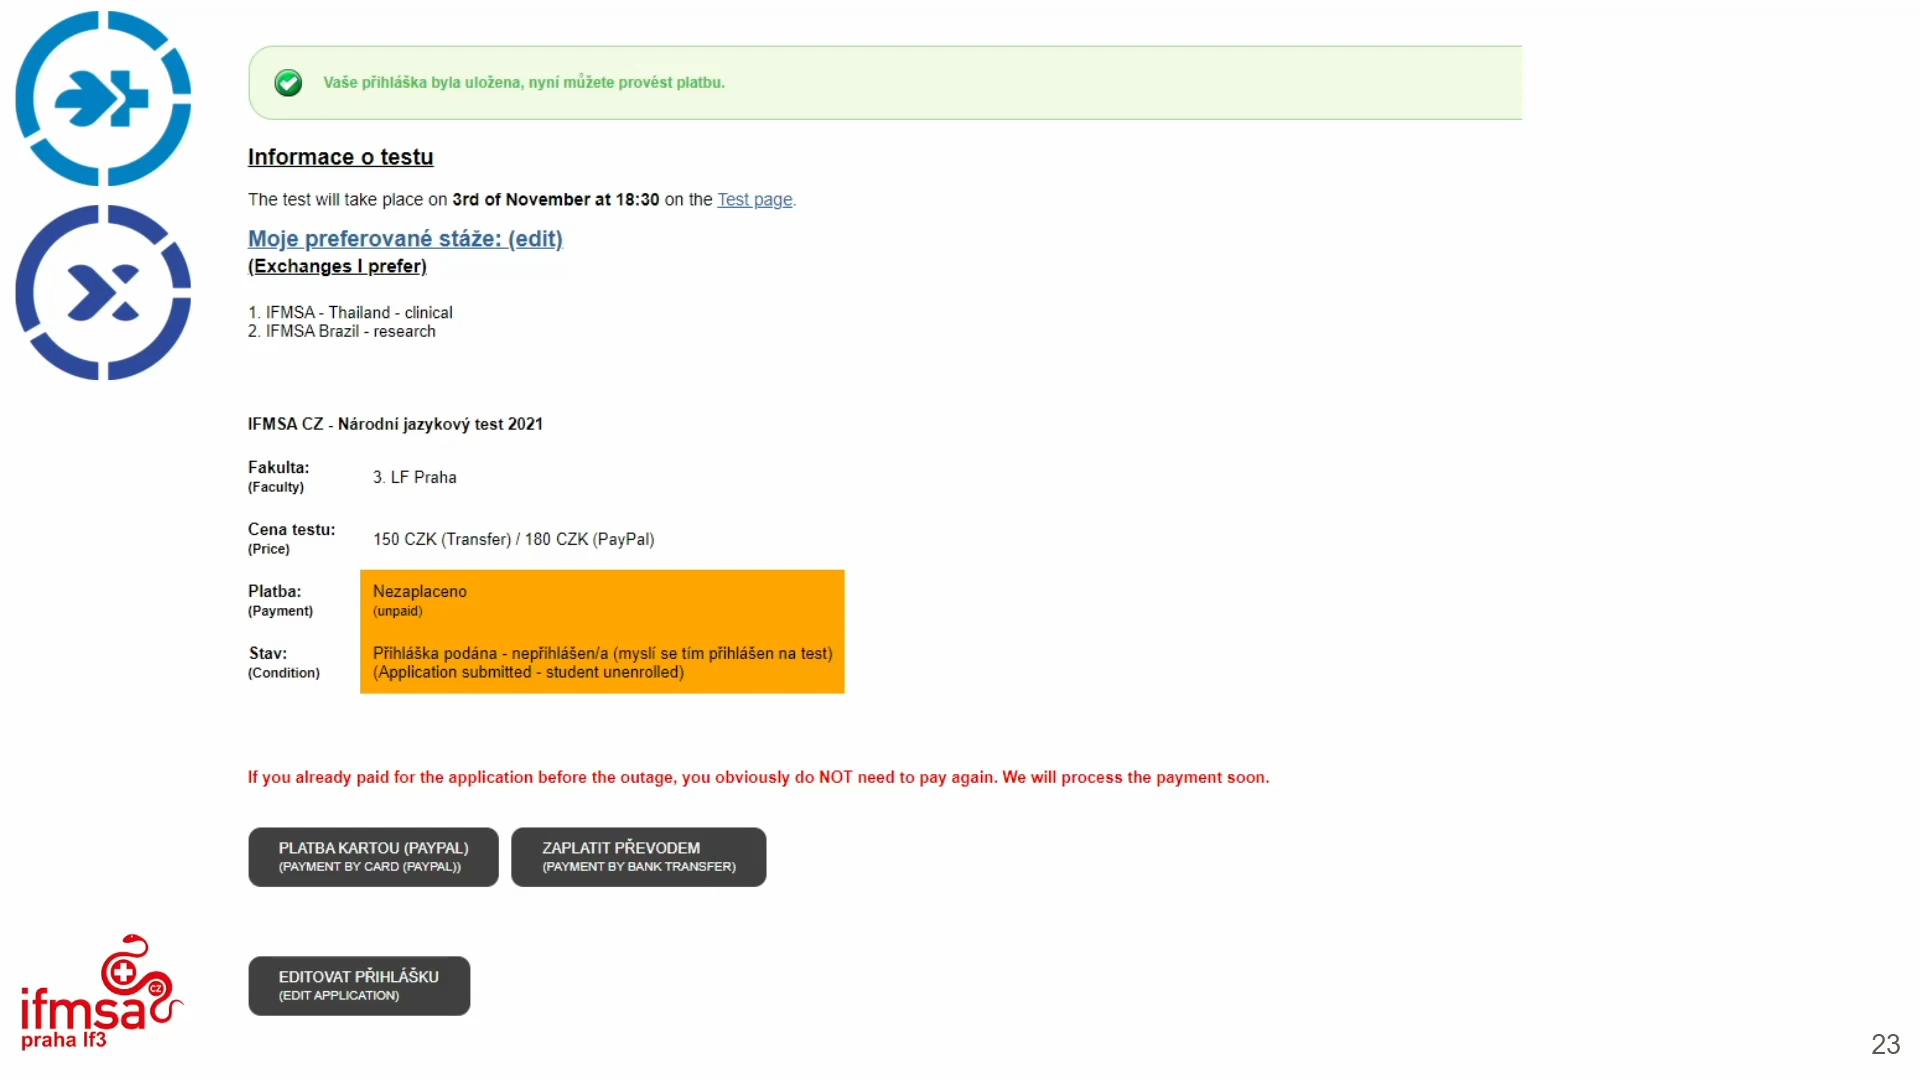 Vaše přihláška byla uložena, nyní můžete provést platbu.
Informace o testu
The test will take place on 3rd of November at 18:30 on the Test page.
Moje preferované stáže: (edit)
(Exchanges I prefer)
1. IFMSA - Thailand - clinical
2. IFMSA Brazil - research
IFMSA CZ - Národní jazykový test 2021
Fakulta:
(Faculty)
3. LF Praha
Cena testu:
(Price)
150 CZK (Transfer) / 180 CZK (PayPal)
Platba:
(Payment)
Nezaplaceno
(unpaid)
Stav:
(Condition)
Přihláška podána - nepřihlášen/a (myslí se tím přihlášen na test)
(Application submitted - student unenrolled)
If you already paid for the application before the outage, you obviously do NOT need to pay again. We will process the payment soon.
PLATBA KARTOU (PAYPAL)
(PAYMENT BY CARD (PAYPAL))
ZAPLATIT PŘEVODEM
(PAYMENT BY BANK TRANSFER)
EDITOVAT PŘIHLÁŠKU
(EDIT APPLICATION)
CZ
ifmsa
praha lf3
23